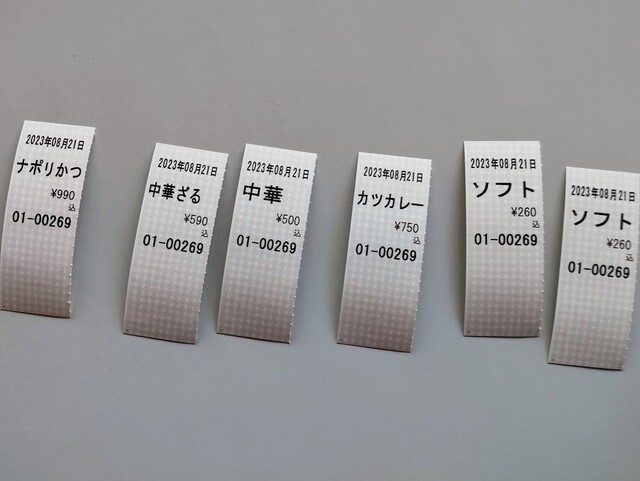 2023年08月21日
ナポリかつ
¥990
込
01-00269
2023年08月21日
中華ざる
¥590
込
01-00269
2023年08月21日
中華
¥500
込
01-00269
2023年08月21日
カツカレー
¥750
込
01-00269
2023年08月21日
ソフト
¥260
込
01-00269
2023年08月21日
ソフト
¥260
込
01-00269